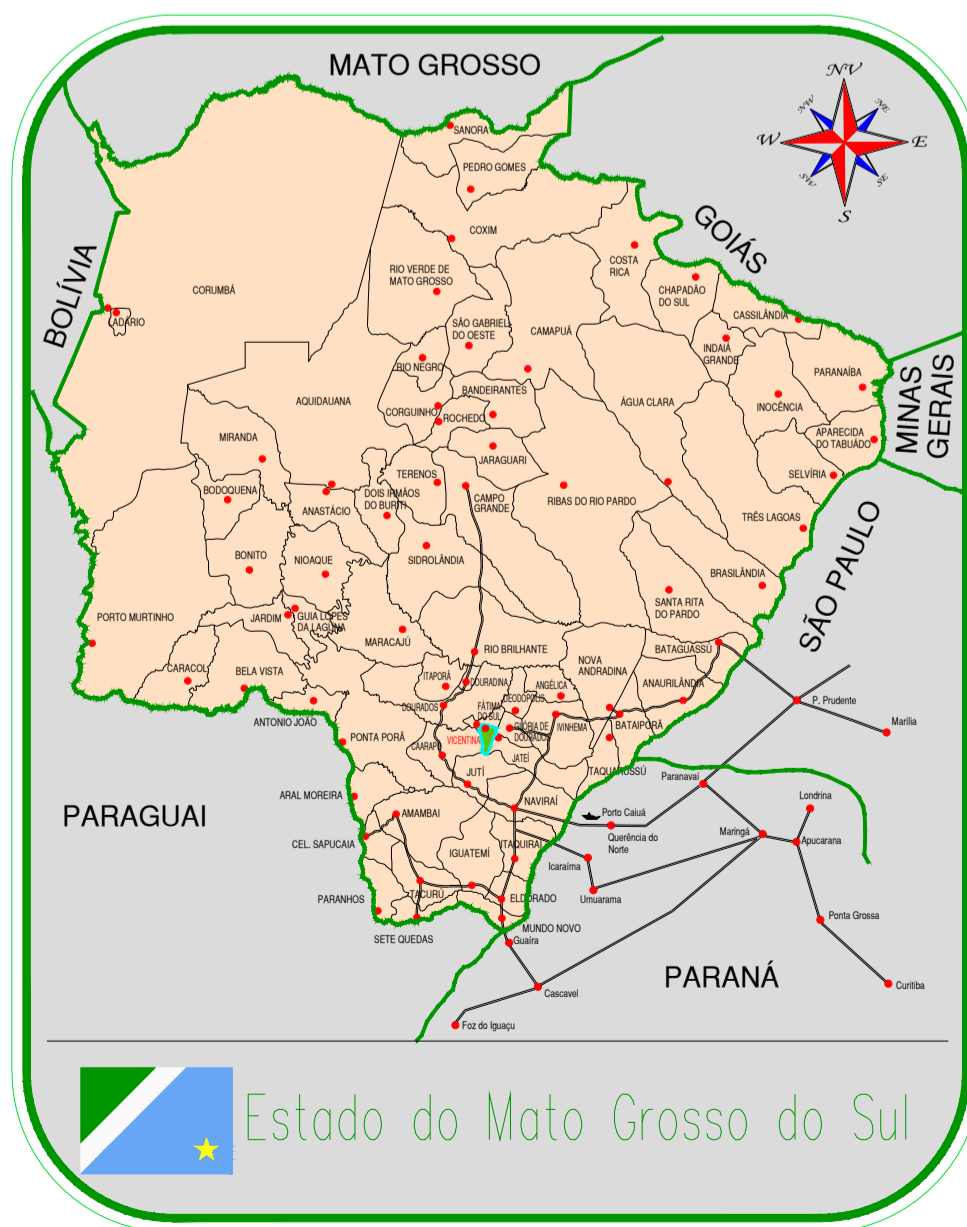 MATO GROSSO
NV
NW
NE
W
E
SW
SE
S
SANORA
PEDRO GOMES
GOIÁS
COXIM
COSTA
RICA
BOLÍVIA
RIO VERDE DE
MATO GROSSO
CHAPADÃO
DO SUL
CORUMBÁ
CASSILÂNDIA
LADÁRIO
SÃO GABRIEL
DO OESTE
CAMAPUÃ
INDAIÁ
GRANDE
RIO NEGRO
PARANAÍBA
MINAS
GERAIS
BANDEIRANTES
AQUIDAUANA
CORGUINHO
ROCHEDO
ÁGUA CLARA
INOCÊNCIA
MIRANDA
APARECIDA
DO TABUÁDO
JARAGUARI
TERENOS
SELVÍRIA
BODOQUENA
DOIS IRMÃOS
DO BURITI
ANASTÁCIO
CAMPO
GRANDE
RIBAS DO RIO PARDO
TRÊS LAGOAS
SÃO PAULO
BONITO
NIOAQUE
SIDROLÂNDIA
BRASILÂNDIA
PORTO MURTINHO
JARDIM
GUIA LOPES
DA LAGUNA
SANTA RITA
DO PARDO
MARACAJÚ
RIO BRILHANTE
BATAGUASSÚ
CARACOL
BELA VISTA
ITAPORÃ
DOURADINA
NOVA
ANDRADINA
ANGÉLICA
ANAURILÂNDIA
DEODÁPOLIS
P. Prudente
ANTONIO JOÃO
DOURADOS
FÁTIMA
DO SUL
GLÓRIA DE
DOURADOS
IVINHEMA
BATAIPORÃ
Marília
PONTA PORÃ
VICENTINA
CAARAPÓ
JATEÍ
TAQUARUSSÚ
JUTÍ
Paranavaí
PARAGUAI
ARAL MOREIRA
NAVIRAÍ
Porto Caiuá
Londrina
AMAMBAI
Querência do
Norte
Maringá
Apucarana
CEL. SAPUCAIA
ITAQUIRAÍ
IGUATEMÍ
Icaraíma
PARANHOS
TACURÚ
ELDORADO
Umuarama
Ponta Grossa
SETE QUEDAS
MUNDO NOVO
Guaíra
PARANÁ
Cascavel
Curitiba
Foz do Iguaçu
Estado do Mato Grosso do Sul